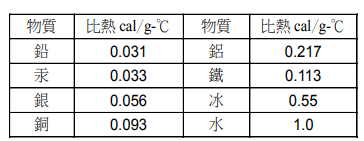 物質 比熱 cal/g-℃ 物質 比熱 cal/g-℃
鉛 0.031 鋁 0.217
汞 0.033 鐵 0.113
銀 0.056 冰 0.55
銅 0.093 水 1.0